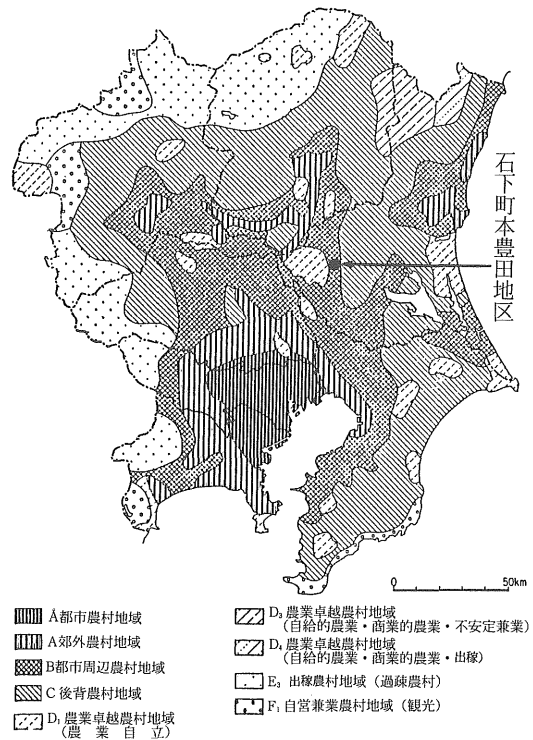 石下町本豊田地区
0 50km
Å都市農村地域
A郊外農村地域
B都市周辺農村地域
C後背農村地域
D₁農業卓越農村地域
(農業自立)
D₃農業卓越農村地域
(自給的農業・商業的農業・不安定兼業)
D₄農業卓越農村地域
(自給的農業・商業的農業・出稼)
E₃ 出稼農村地域(過疎農村)
F₁自営兼業農村地域(観光)